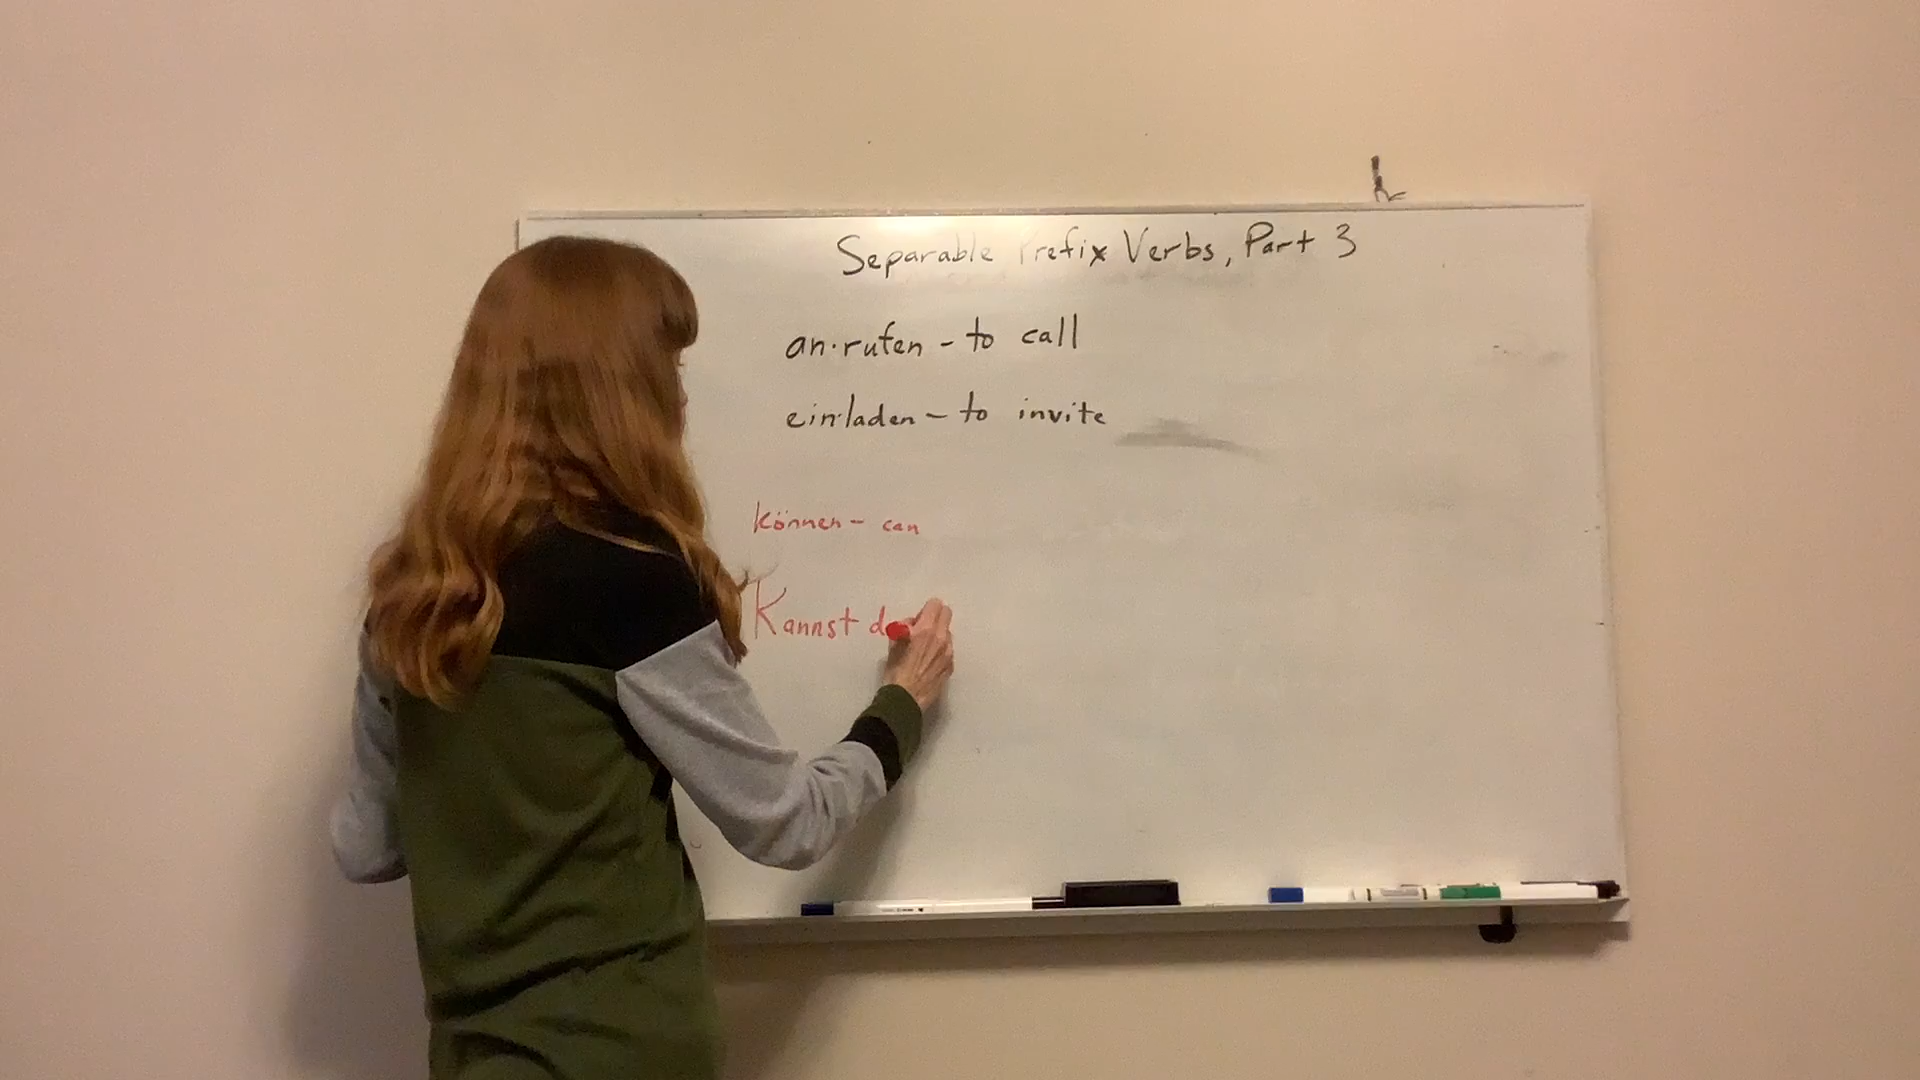 Separable Prefix Verbs, Part 3
an·rufen - to call
ein·laden - to invite
können - can
Kannst d